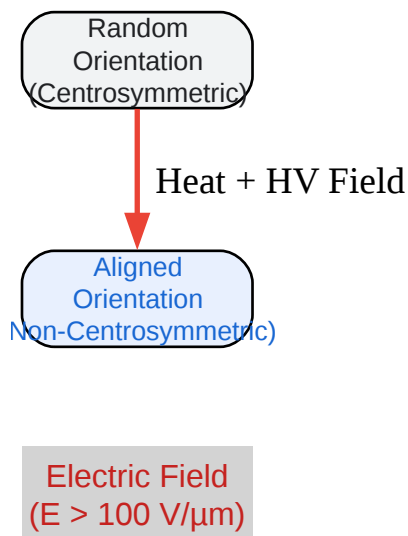 Random
Orientation
(Centrosymmetric)
Heat + HV Field
Aligned
Orientation
Non-Centrosymmetric)
Electric Field
(E > 100 V/µm)